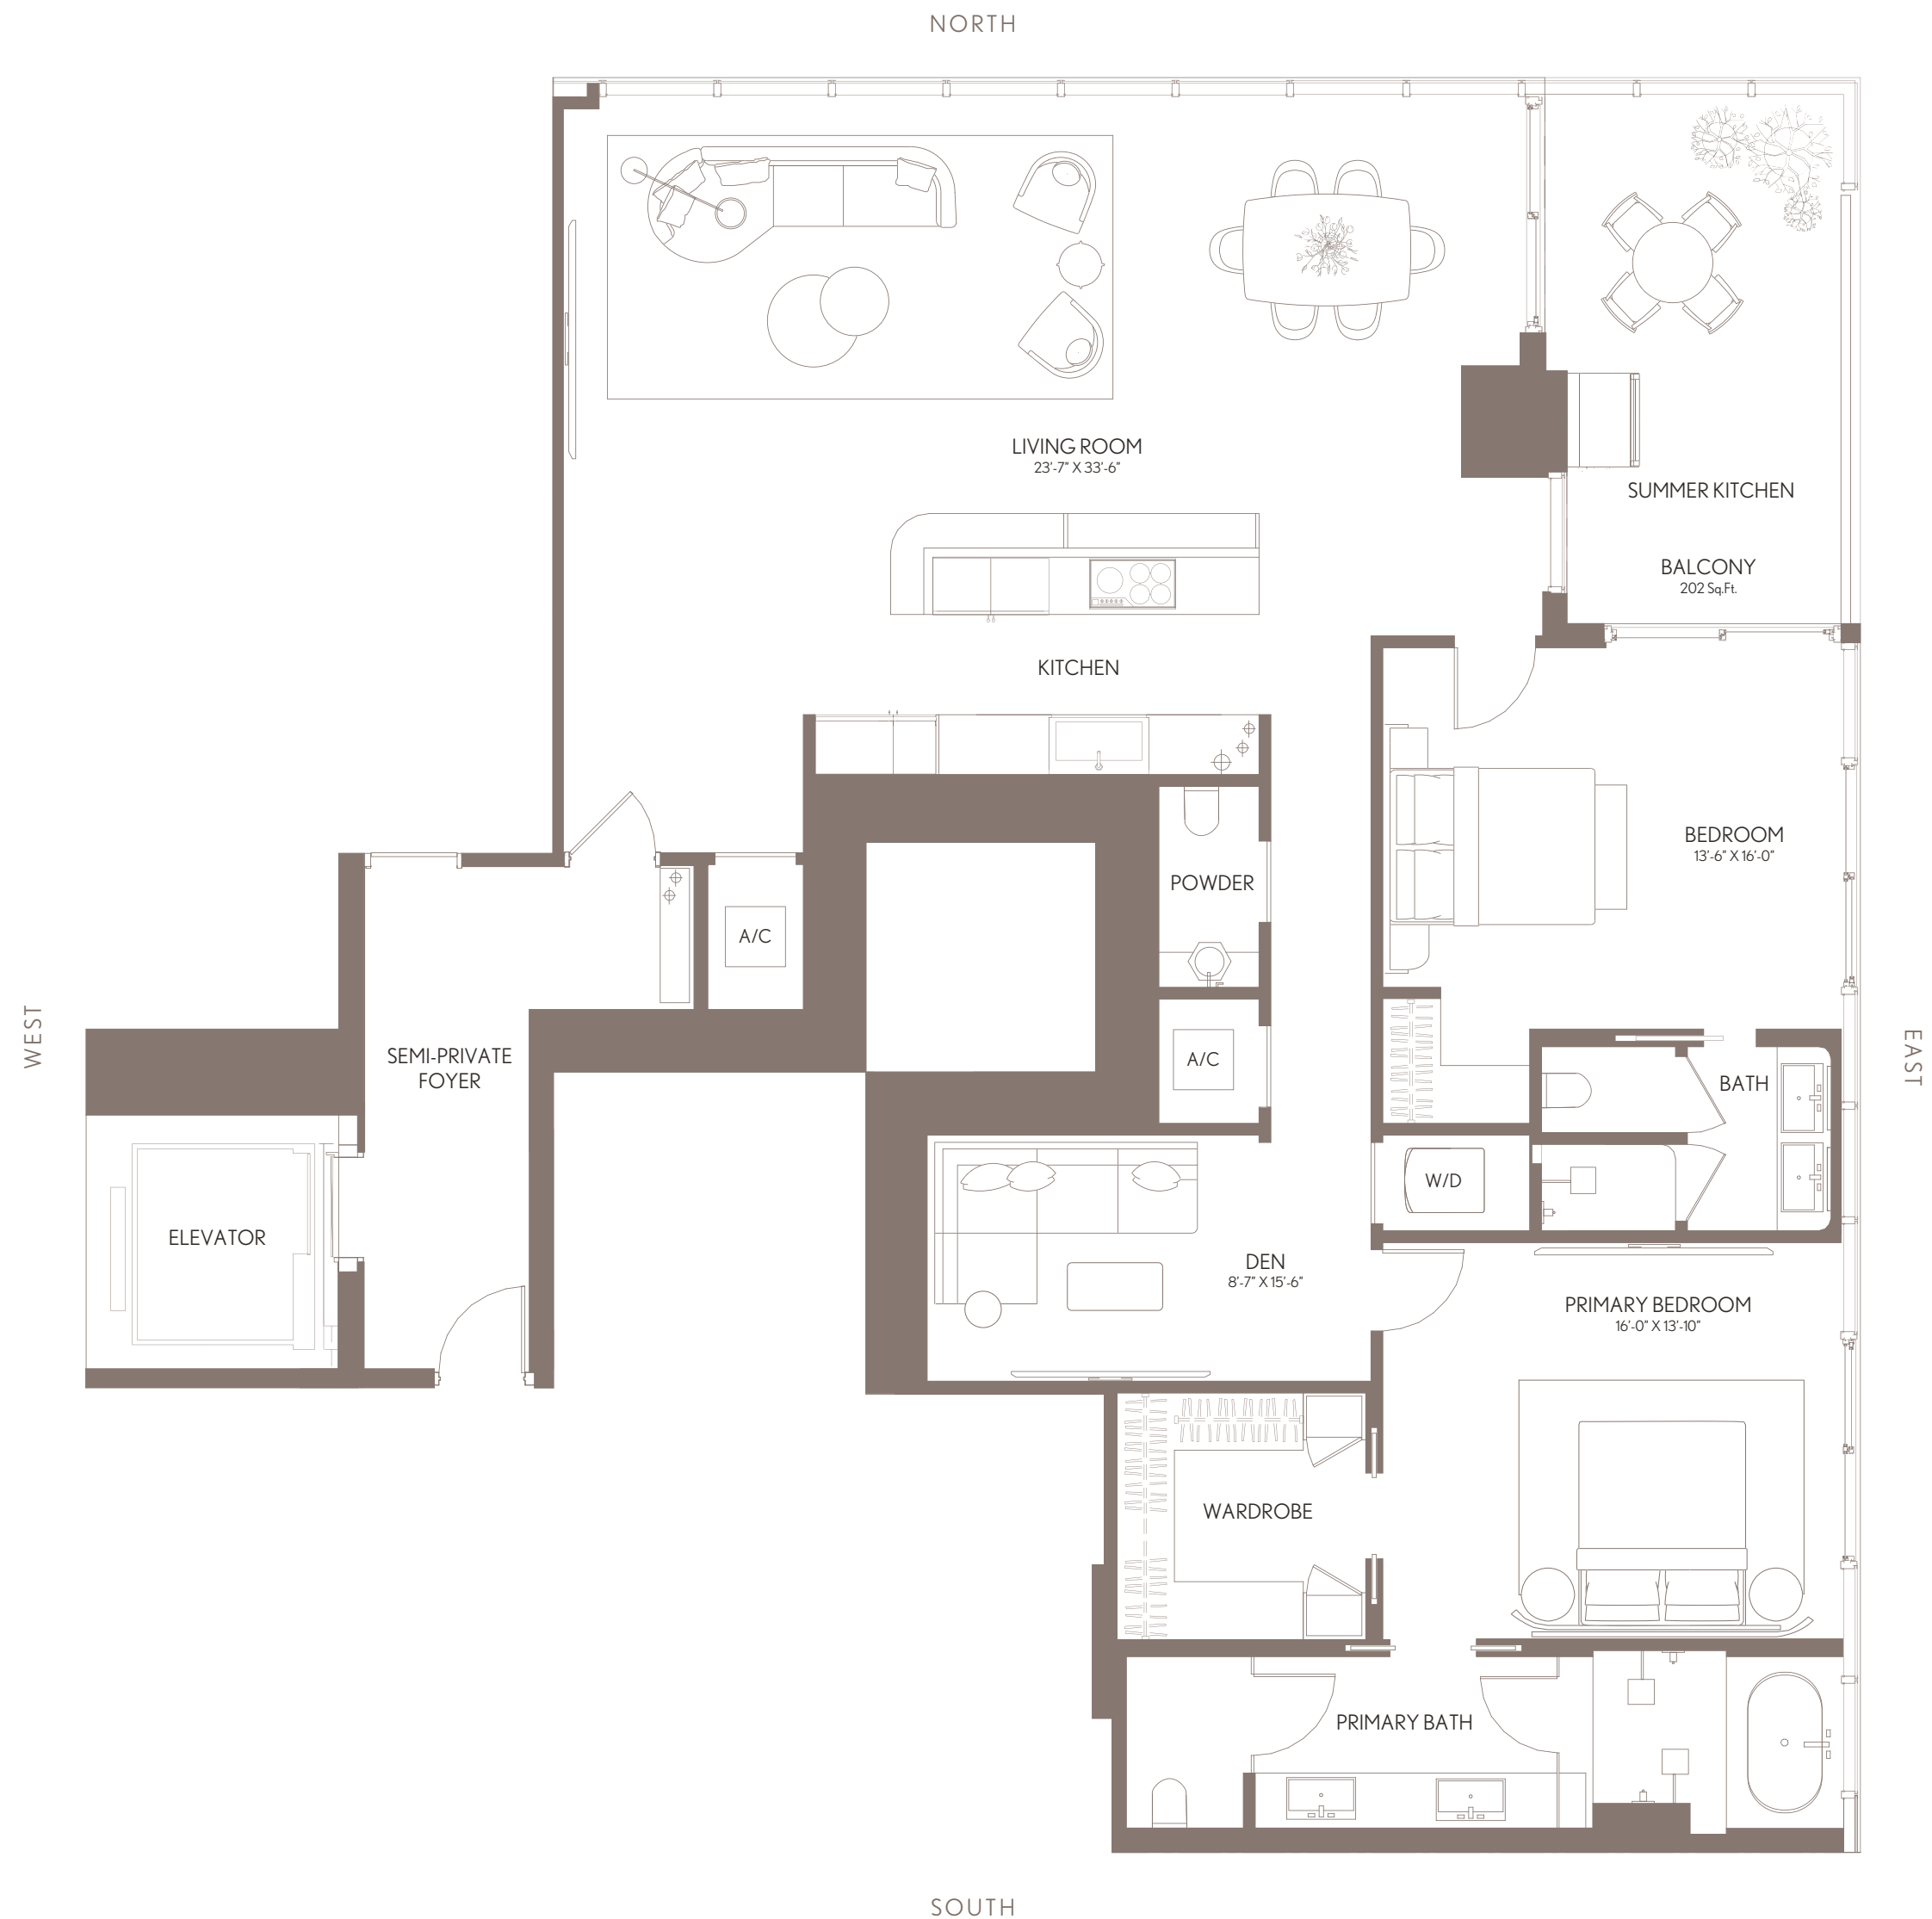 NORTH
LIVING ROOM
23'-7" X 33'-6"
SUMMER KITCHEN
BALCONY
202 Sq.Ft.
KITCHEN
BEDROOM
13'-6" X 16'-0"
POWDER
A/C
WEST
SEMI-PRIVATE
FOYER
A/C
EAST
BATH
W/D
ELEVATOR
DEN
8'-7" X 15'-6"
PRIMARY BEDROOM
16'-0" X 13'-10"
WARDROBE
PRIMARY BATH
SOUTH